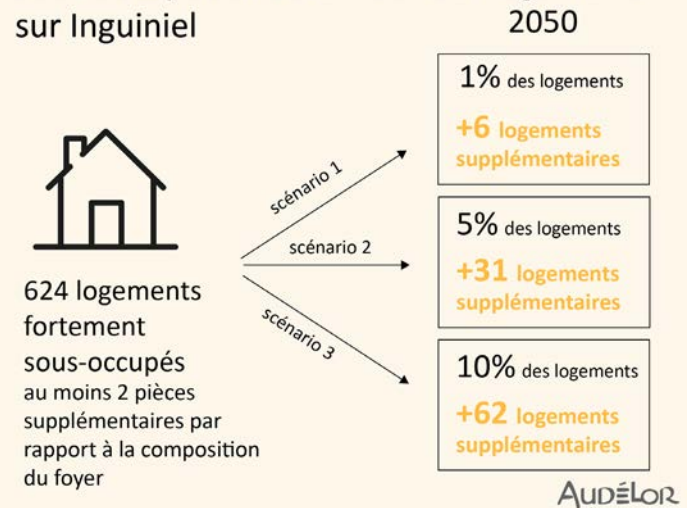 sur Inguiniel
2050
624 logements
fortement
sous-occupés
au moins 2 pièces
supplémentaires par
rapport à la composition
du foyer
scénario 1
scénario 2
scénario 3
1% des logements
+6 logements
supplémentaires
5% des logements
+31 logements
supplémentaires
10% des logements
+62 logements
supplémentaires
AUDÉLOR